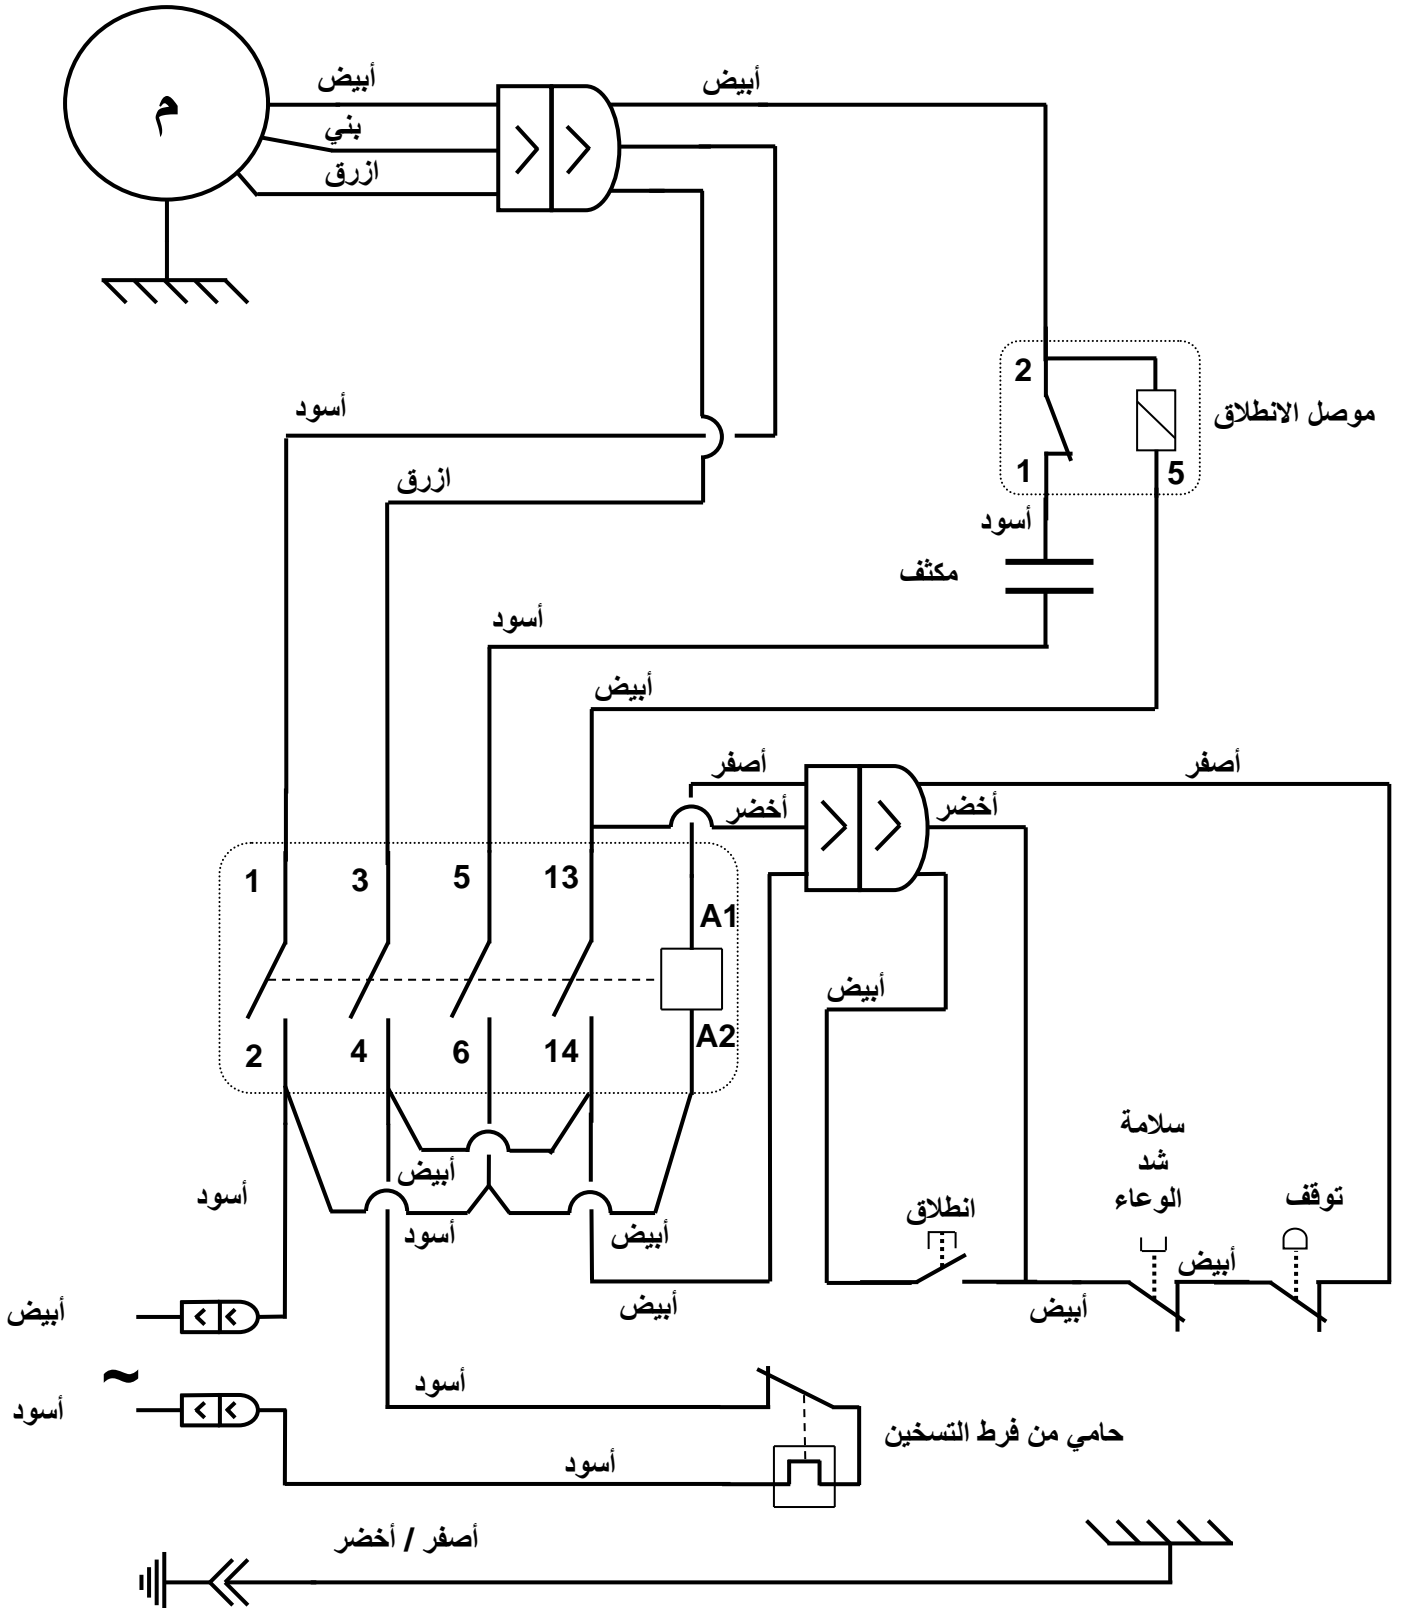 أبيض
أبيض
م
بني
ازرق
2
موصل الانطلاق
أسود
1
5
ازرق
أسود
مكثف
أسود
أبيض
أصفر
أصفر
أخضر
أخضر
1
3
5
13
A1
أبيض
2
4
6
14
A2
سلامة
شد
الوعاء
توقف
أبيض
أسود
انطلاق
أسود
أبيض
أبيض
أبيض
أبيض
أبيض
~
أسود
أسود
حامي من فرط التسخين
أسود
أصفر / أخضر